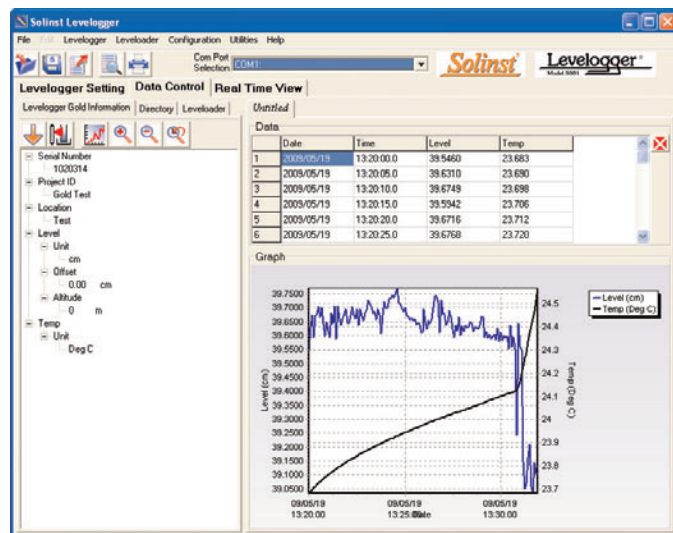 Solinst Levelogger
File Edit Levelogger Leveloader Configuration Utilities Help
Com Port Selection COM1:
Solinst
Levelogger
Model 3001
Levelogger Setting Data Control Real Time View
Levelogger Gold Information Directory Leveloader
Serial Number
1020314
Project ID
Gold Test
Location
Test
Level
Unit
cm
Offset
0.00 cm
Altitude
0 m
Temp
Unit
Deg C
Untitled
Data
Date Time Level Temp
1 2009/05/19 13:20:00.0 39.5460 23.683
2 2009/05/19 13:20:05.0 39.6310 23.690
3 2009/05/19 13:20:10.0 39.6749 23.698
4 2009/05/19 13:20:15.0 39.5942 23.706
5 2009/05/19 13:20:20.0 39.6716 23.712
6 2009/05/19 13:20:25.0 39.6768 23.720
Graph
Level (cm)
39.7500
39.7000
39.6500
39.6000
39.5500
39.5000
39.4500
39.4000
39.3500
39.3000
39.2500
39.2000
39.1500
39.1000
39.0500
24.5
24.4
24.3
24.2
24.1
24
23.9
23.8
23.7
Temp(Deg C)
Level (cm)
Temp (Deg C)
09/05/19 09/05/19 09/05/19
13:20:00 13:25:00 13:30:00
Date